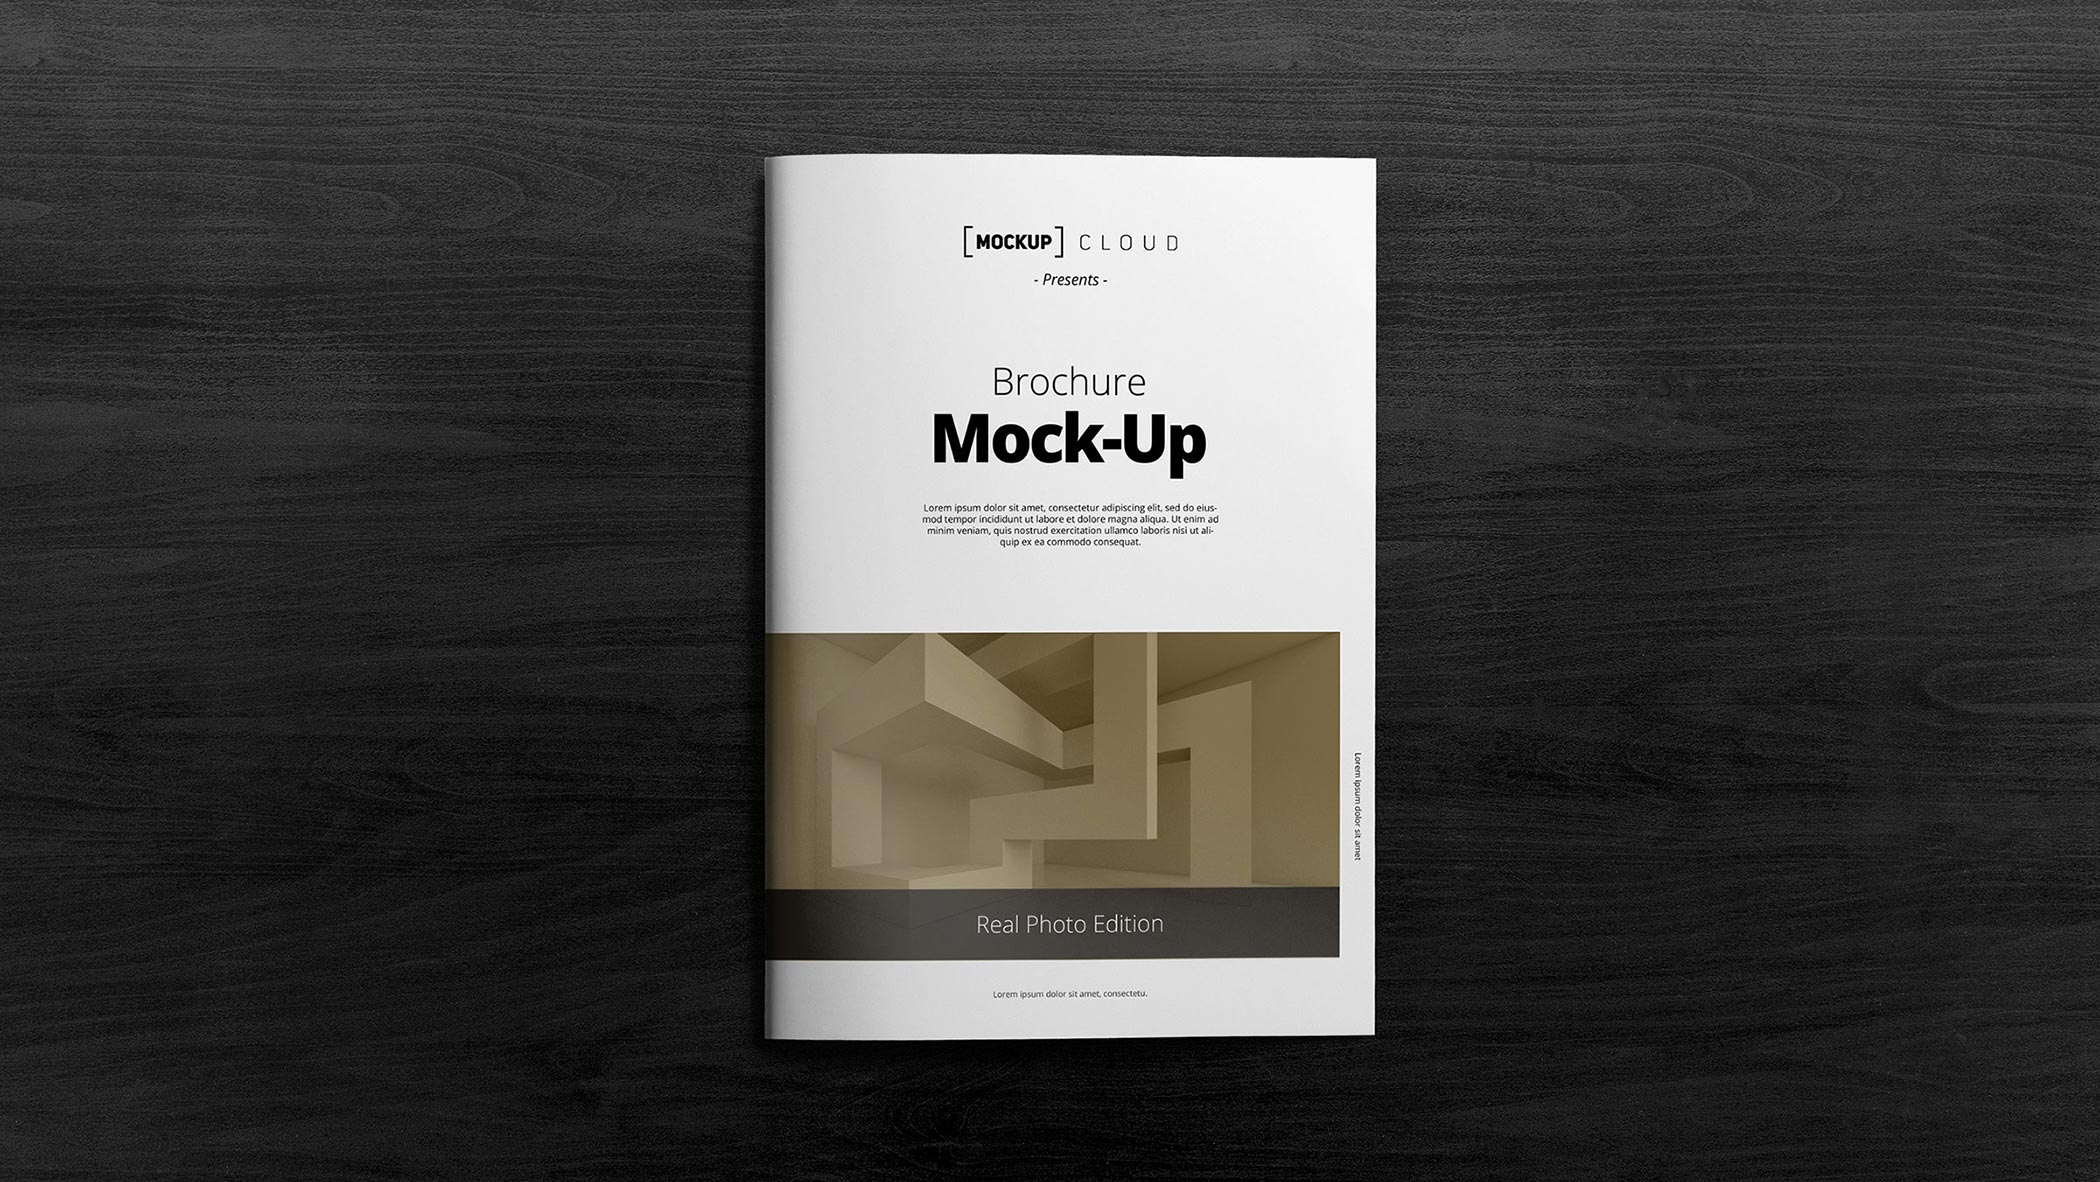 [MOCKUP] CLOUD
- Presents -
Brochure
Mock-Up
Lorem ipsum dolor sit amet, consectetur adipiscing elit, sed do eius-
mod tempor incididunt ut labore et dolore magna aliqua. Ut enim ad
minim veniam, quis nostrud exercitation ullamco laboris nisi ut ali-
quip ex ea commodo consequat.
Lorem ipsum dolor sit amet
Real Photo Edition
Lorem ipsum dolor sit amet, consectetu.